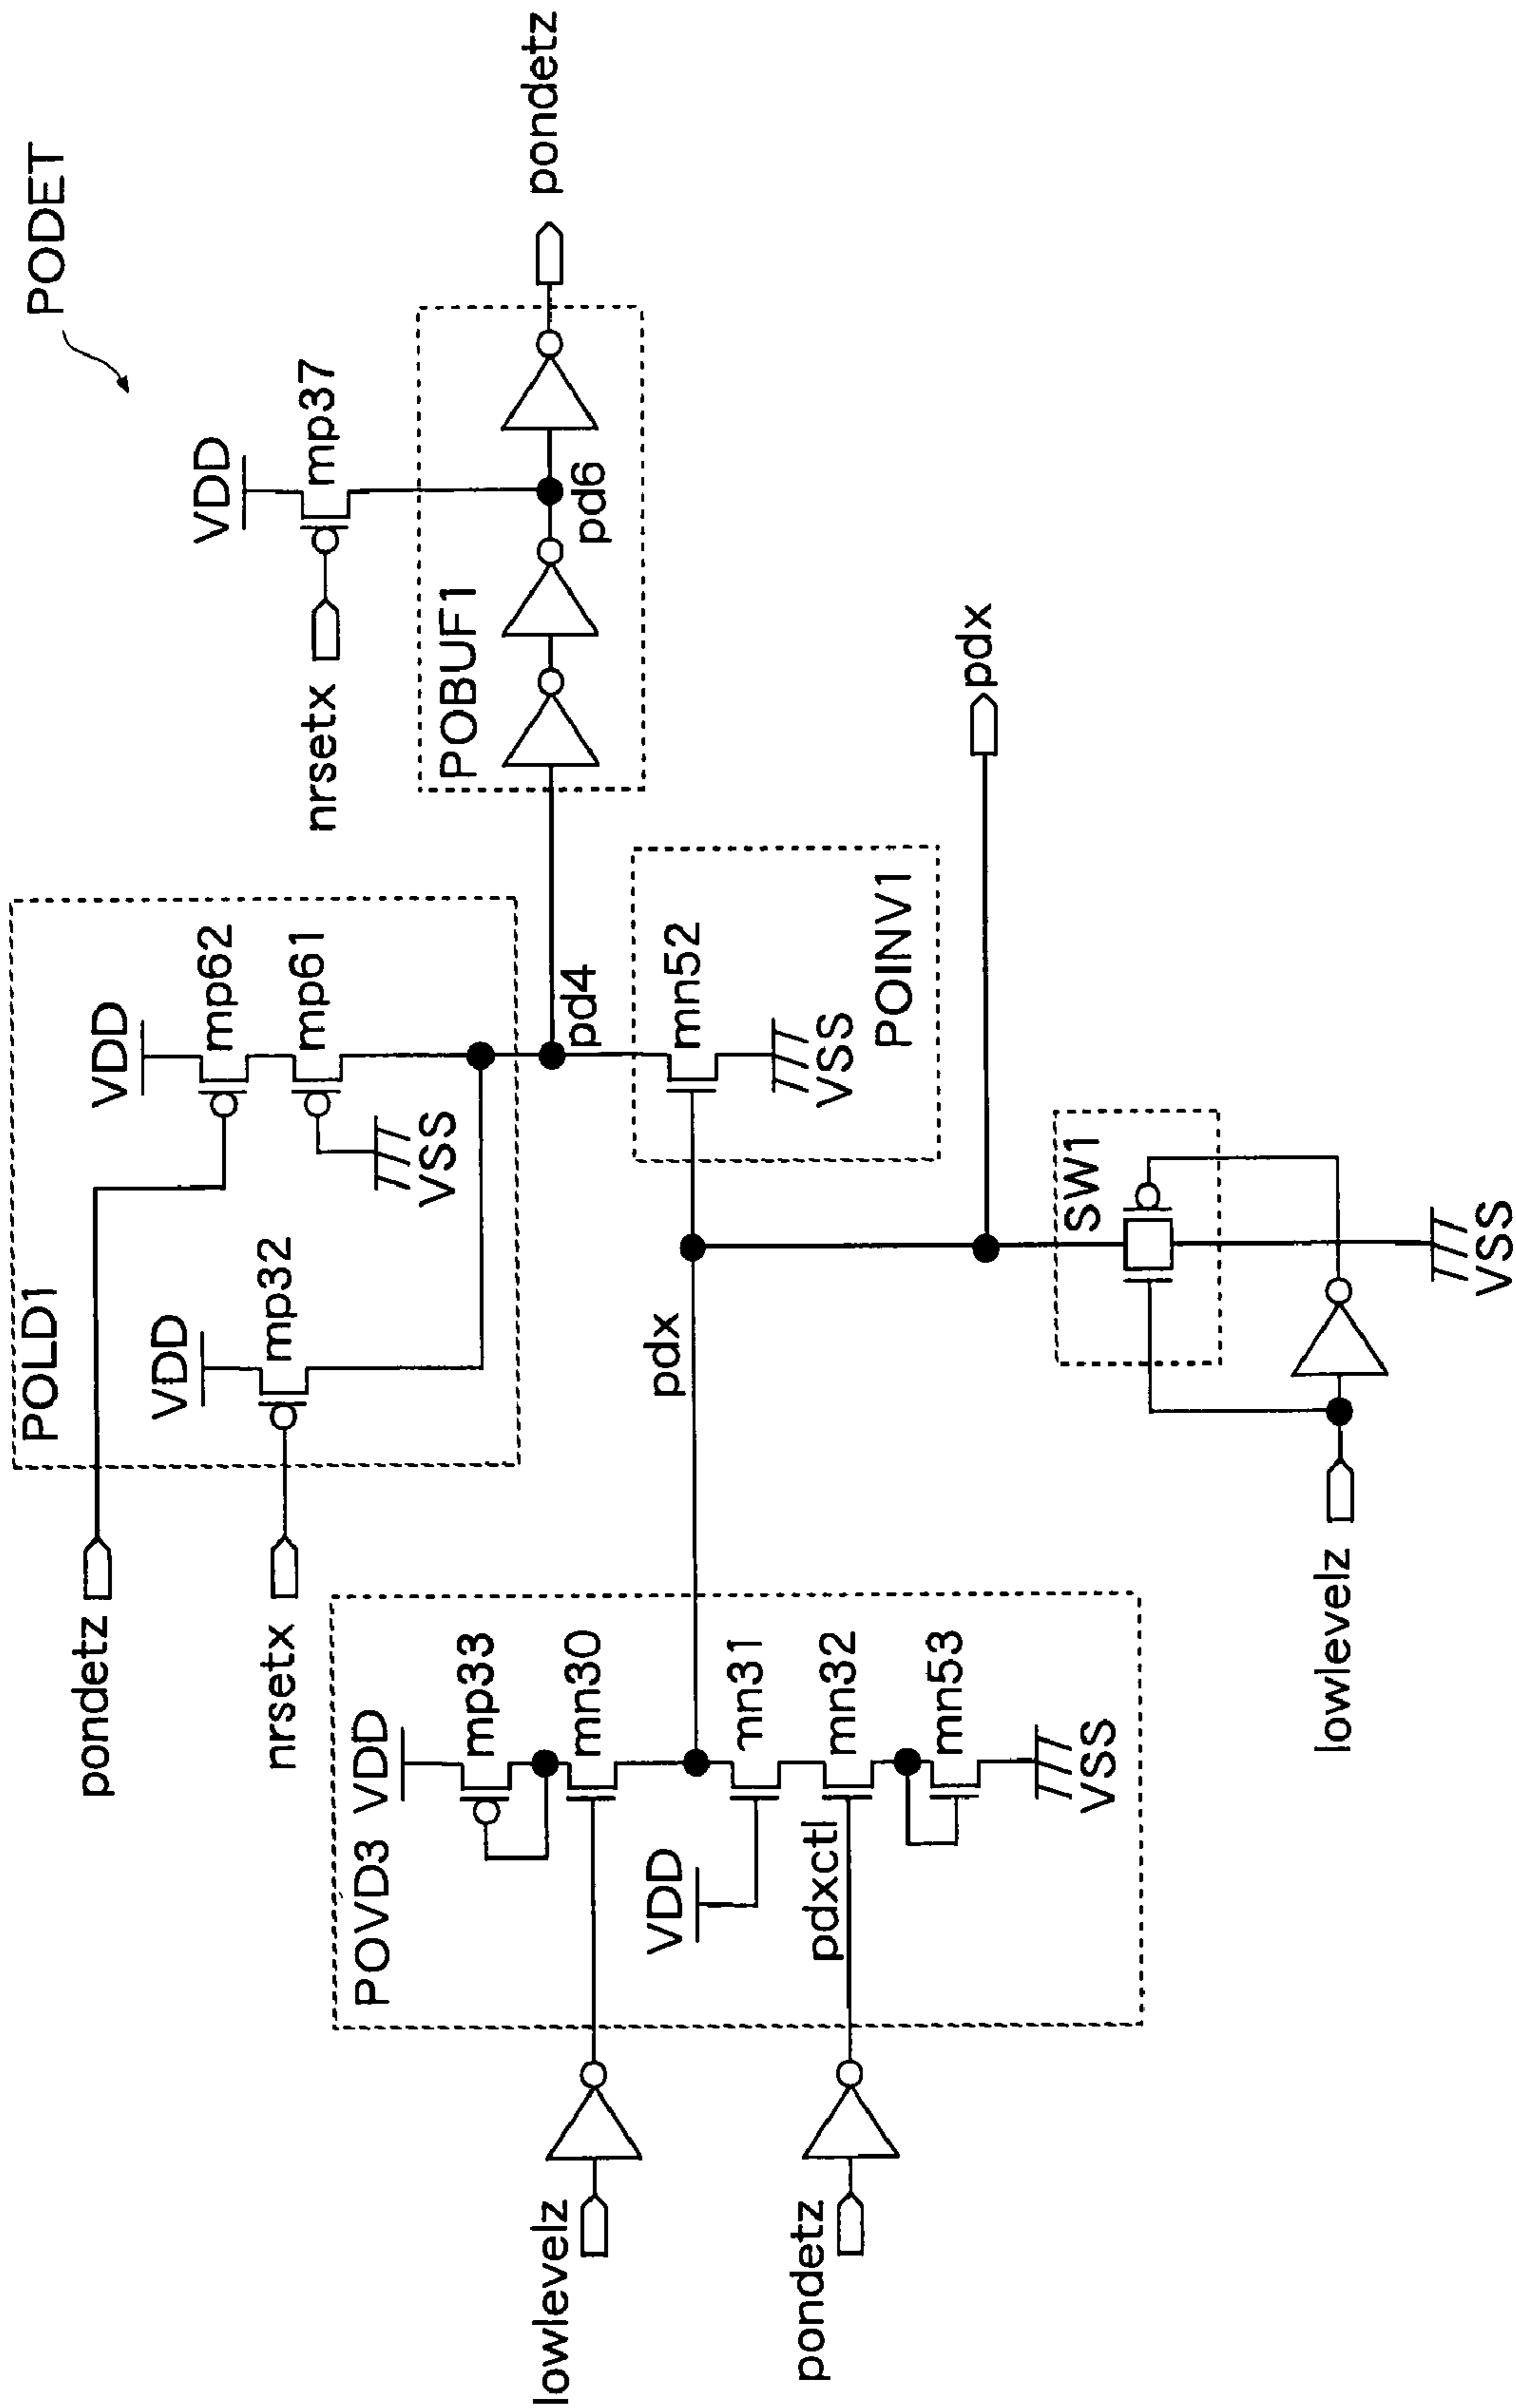 PODET
POLD1
pondetz
VDD
mp62
mp61
VSS
VDD
mp32
nrsetx
VDD
mp37
nrsetx
POBUF1
pd6
pondetz
pd4
mn52
VSS
POINV1
POVD3
VDD
mp33
mn30
lowlevelz
VDD
mn31
pdxctl
mn32
pondetz
mn53
VSS
pdx
pdx
SW1
lowlevelz
VSS